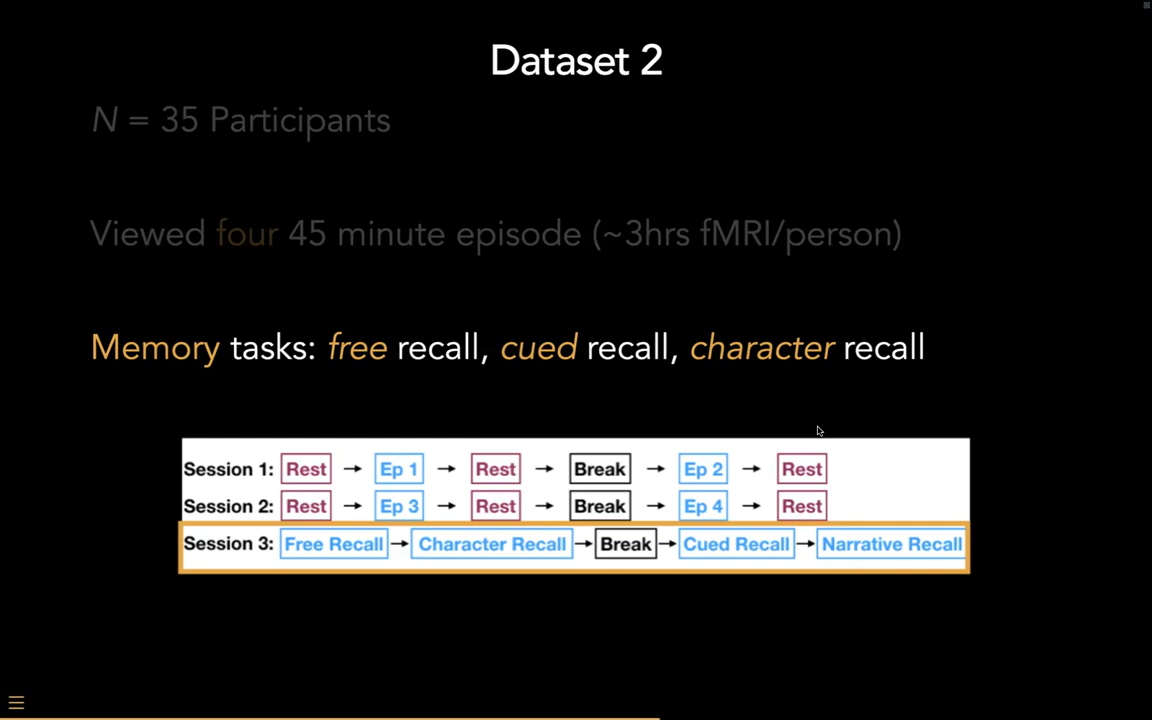 Dataset 2
N = 35 Participants
Viewed four 45 minute episode (~3hrs fMRI/person)
Memory tasks: free recall, cued recall, character recall
Session 1: Rest → Ep 1 → Rest → Break → Ep 2 → Rest
Session 2: Rest → Ep 3 → Rest → Break → Ep 4 → Rest
Session 3: Free Recall → Character Recall → Break → Cued Recall → Narrative Recall